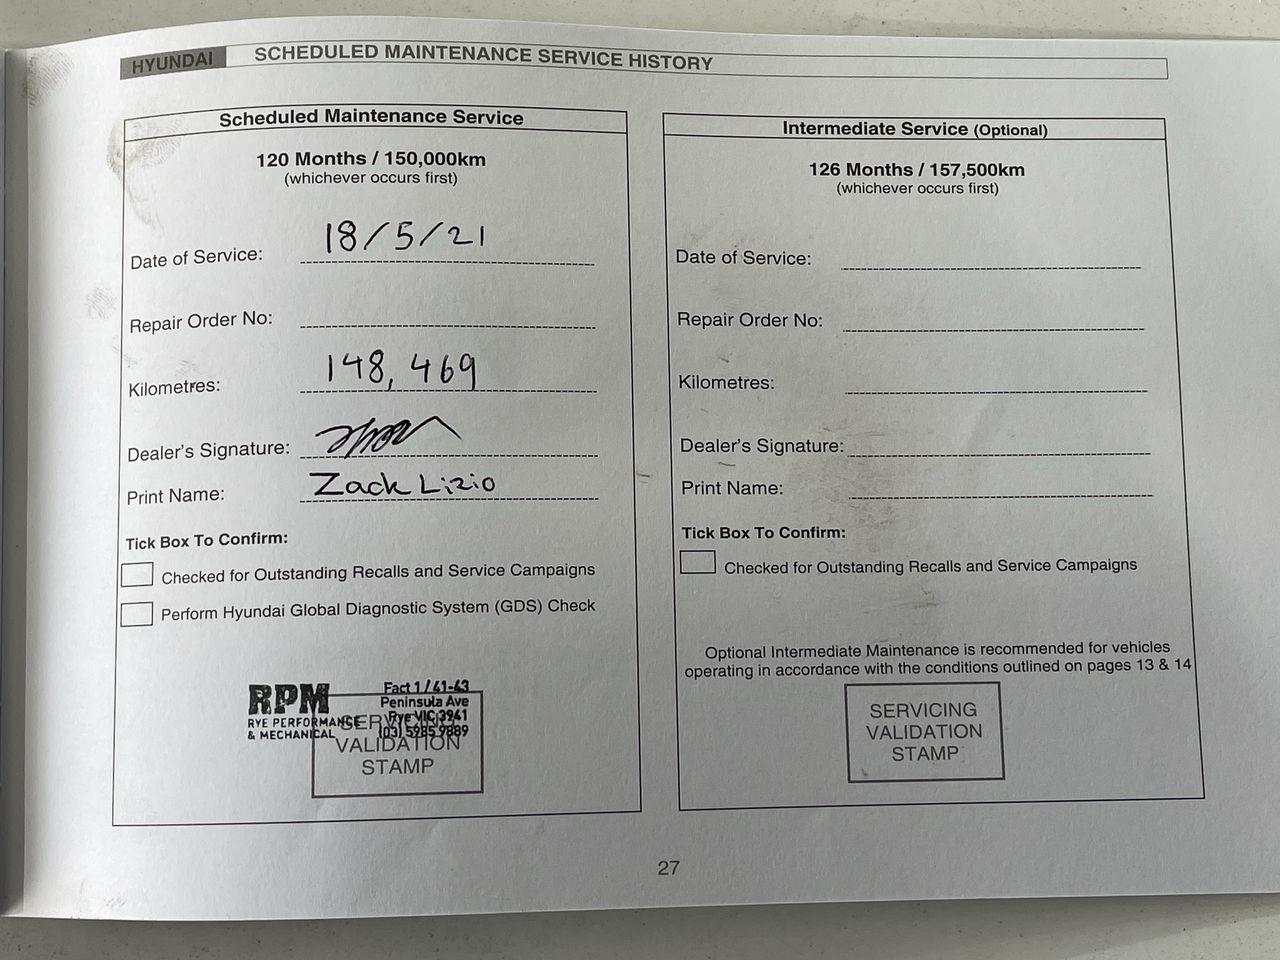 HYUNDAI SCHEDULED MAINTENANCE SERVICE HISTORY
Scheduled Maintenance Service
120 Months / 150,000km
(whichever occurs first)
Date of Service: 18/5/21
Repair Order No:
Kilometres: 148,469
Dealer's Signature:
Print Name: Zack Lizio
Tick Box To Confirm:
Checked for Outstanding Recalls and Service Campaigns
Perform Hyundai Global Diagnostic System (GDS) Check
RPM
RYE PERFORMANCE
& MECHANICAL
Fact 1/41-43
Peninsula Ave
Rye VIC 3941
(03) 5985 9889
SERVICING
VALIDATION
STAMP
Intermediate Service (Optional)
126 Months / 157,500km
(whichever occurs first)
Date of Service:
Repair Order No:
Kilometres:
Dealer's Signature:
Print Name:
Tick Box To Confirm:
Checked for Outstanding Recalls and Service Campaigns
Optional Intermediate Maintenance is recommended for vehicles
operating in accordance with the conditions outlined on pages 13 & 14
SERVICING
VALIDATION
STAMP
27